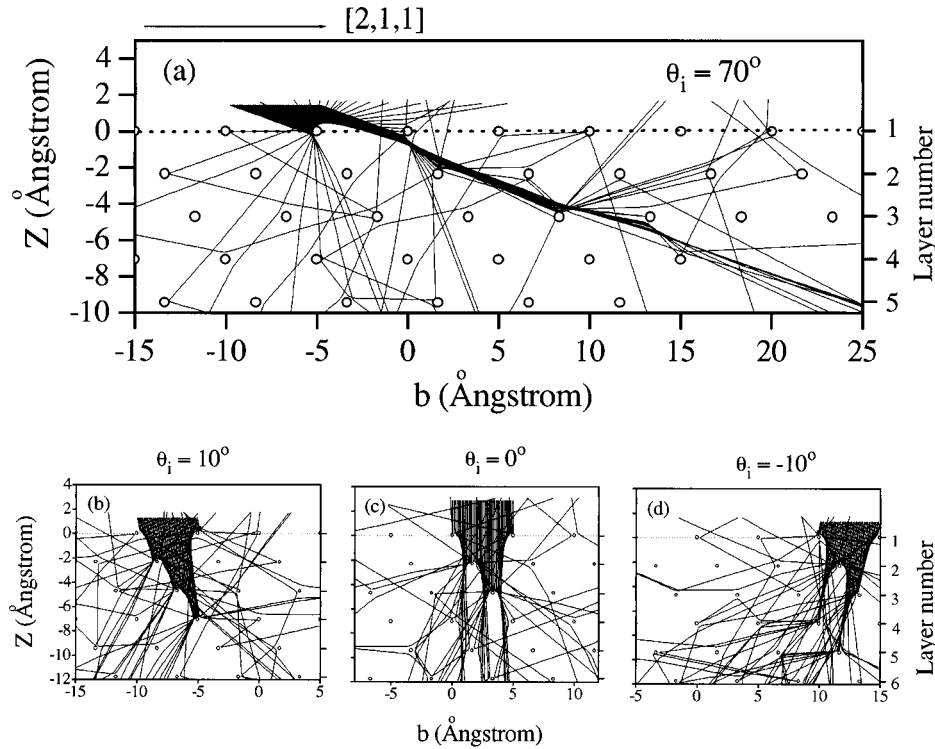 [2,1,1]
(a)
θi = 70°
4
2
0
-2
-4
-6
-8
-10
Z (Ångstrom)
1
2
3
4
5
Layer number
-15 -10 -5 0 5 10 15 20 25
b (Ångstrom)
θi = 10° θi = 0° θi = -10°
(b) (c) (d)
4
2
0
-2
-4
-6
-8
-10
-12
Z (Ångstrom)
1
2
3
4
5
6
Layer number
-15 -10 -5 0 5
-5 0 5 10
-5 0 5 10 15
b (Ångstrom)